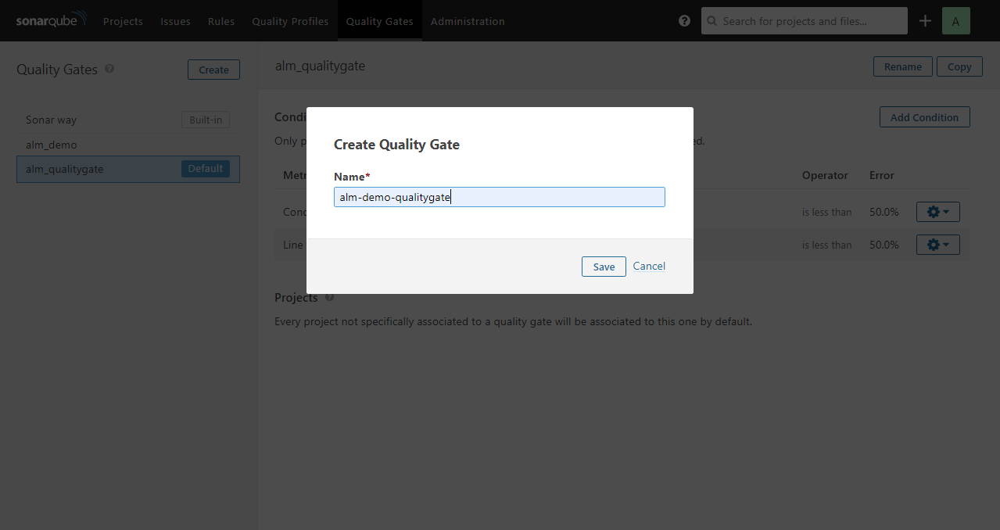 sonarqube Projects Issues Rules Quality Profiles Quality Gates Administration ? Search for projects and files... + A
Quality Gates ? Create
alm_qualitygate Rename Copy
Sonar way Built-in
alm_demo
alm_qualitygate Default
Condi Add Condition
Only p ed.
Metr Operator Error
Conc is less than 50.0%
Line is less than 50.0%
Create Quality Gate
Name*
alm-demo-qualitygate
Save Cancel
Projects ?
Every project not specifically associated to a quality gate will be associated to this one by default.